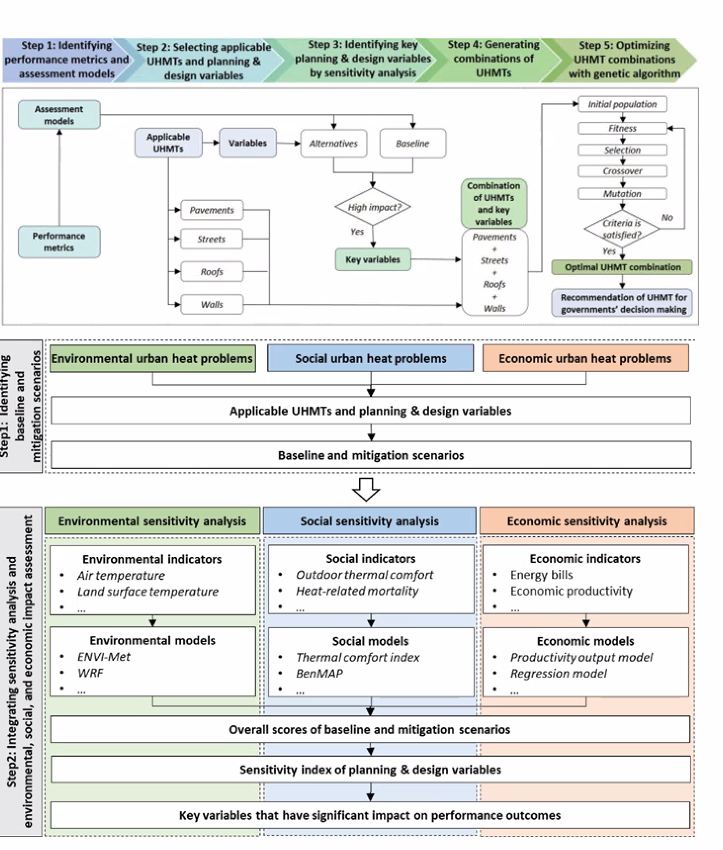 Step 1: Identifying
performance metrics and
assessment models
Step 2: Selecting applicable
UHMTs and planning &
design variables
Step 3: Identifying key
planning & design variables
by sensitivity analysis
Step 4: Generating
combinations of
UHMTs
Step 5: Optimizing
UHMT combinations
with genetic algorithm
Assessment
models
Performance
metrics
Applicable
UHMTs
Variables
Alternatives
Baseline
Pavements
Streets
Roofs
Walls
High impact?
Yes
Key variables
Combination
of UHMTs
and key
variables
Pavements
+
Streets
+
Roofs
+
Walls
Initial population
Fitness
Selection
Crossover
Mutation
Criteria is
satisfied?
No
Yes
Optimal UHMT combination
Recommendation of UHMT for
governments' decision making
Step1: Identifying
baseline and
mitigation scenarios
Environmental urban heat problems
Social urban heat problems
Economic urban heat problems
Applicable UHMTs and planning & design variables
Baseline and mitigation scenarios
Step2: Integrating sensitivity analysis and
environmental, social, and economic impact assessment
Environmental sensitivity analysis
Social sensitivity analysis
Economic sensitivity analysis
Environmental indicators
• Air temperature
• Land surface temperature
• ...
Social indicators
• Outdoor thermal comfort
• Heat-related mortality
• ...
Economic indicators
• Energy bills
• Economic productivity
• ...
Environmental models
• ENVI-Met
• WRF
• ...
Social models
• Thermal comfort index
• BenMAP
• ...
Economic models
• Productivity output model
• Regression model
• ...
Overall scores of baseline and mitigation scenarios
Sensitivity index of planning & design variables
Key variables that have significant impact on performance outcomes